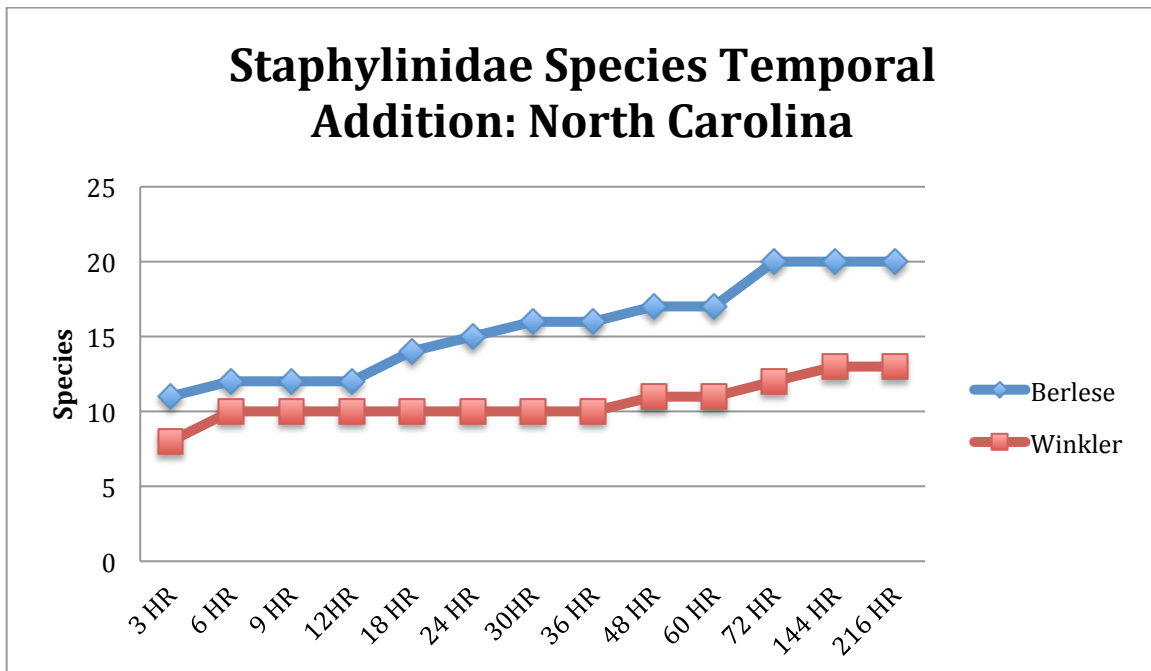 Staphylinidae Species Temporal
Addition: North Carolina
25
20
15
10
5
0
Species
3 HR
6 HR
9 HR
12HR
18 HR
24 HR
30HR
36 HR
48 HR
60 HR
72 HR
144 HR
216 HR
Berlese
Winkler